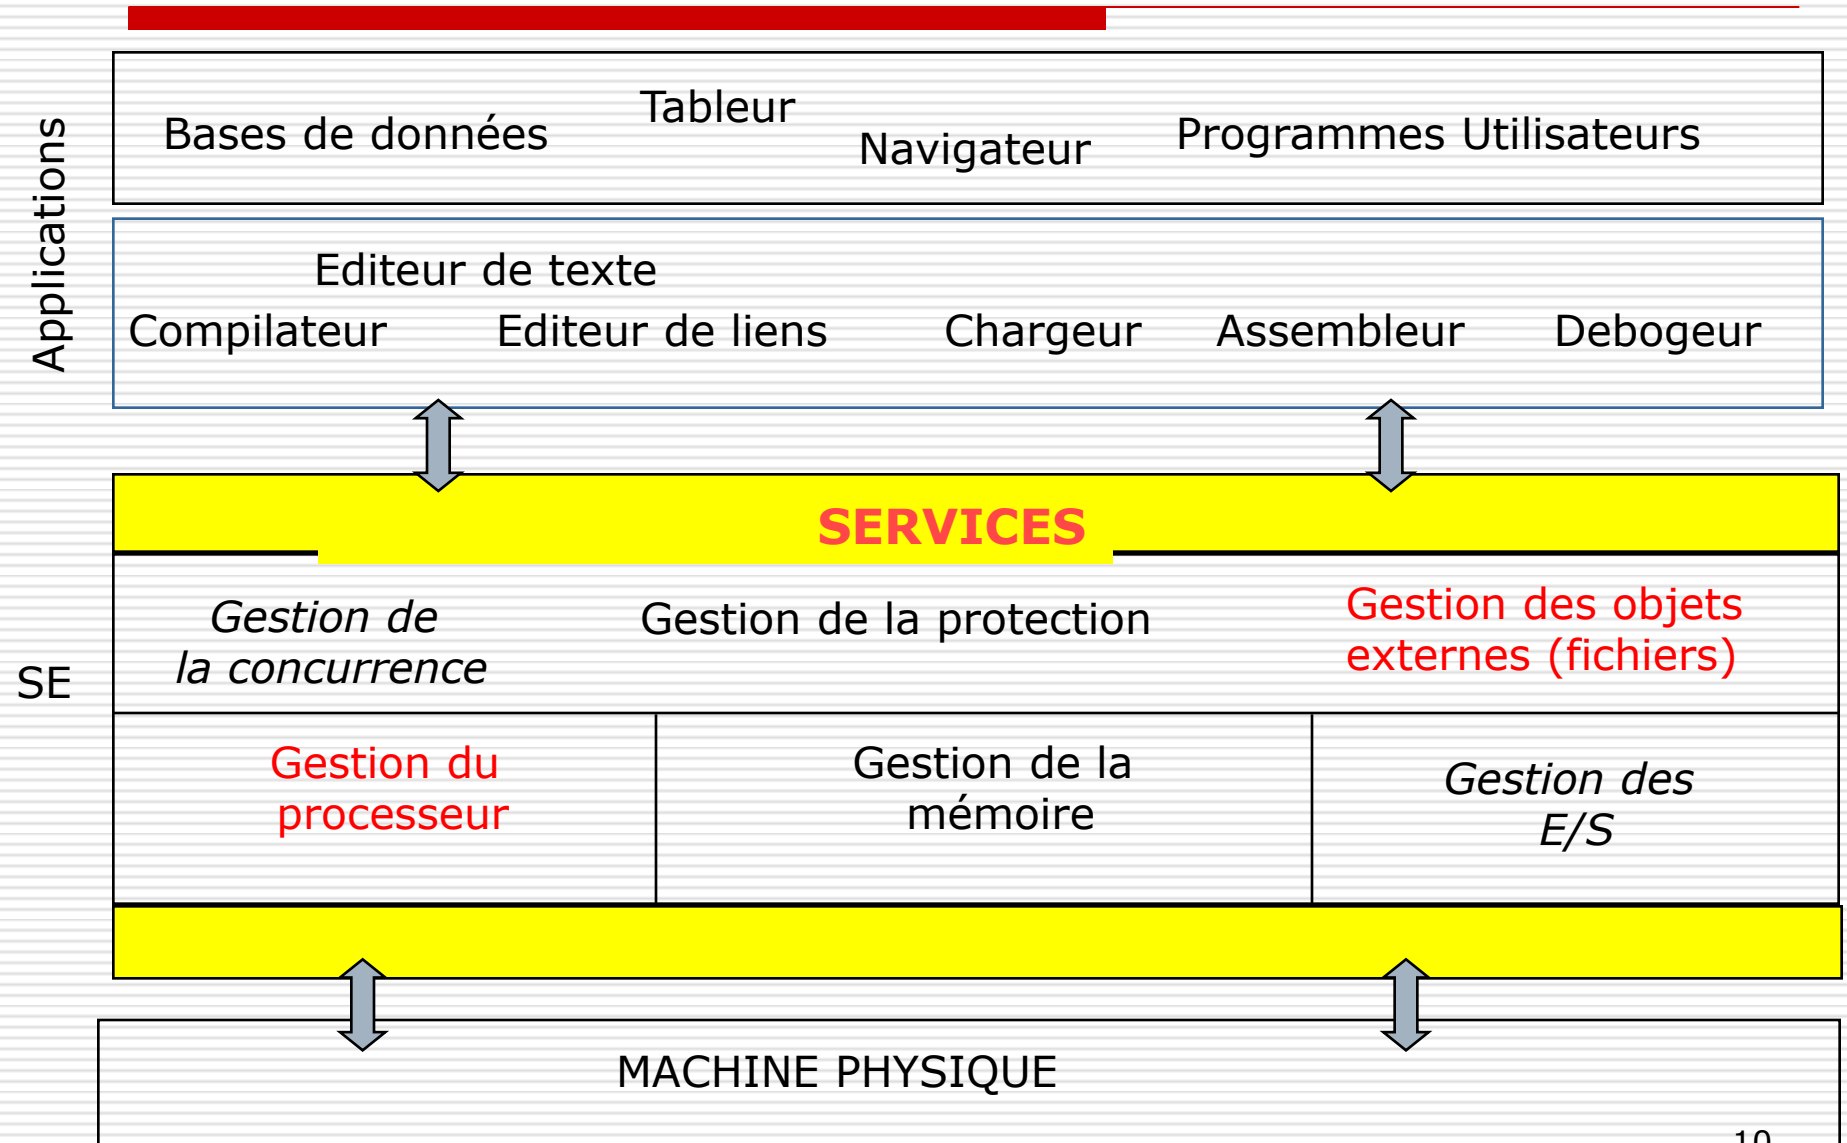 Applications
Bases de données
Tableur
Navigateur
Programmes Utilisateurs
Editeur de texte
Compilateur
Editeur de liens
Chargeur
Assembleur
Debogeur
SERVICES
SE
Gestion de
la concurrence
Gestion de la protection
Gestion des objets
externes (fichiers)
Gestion du
processeur
Gestion de la
mémoire
Gestion des
E/S
MACHINE PHYSIQUE
10